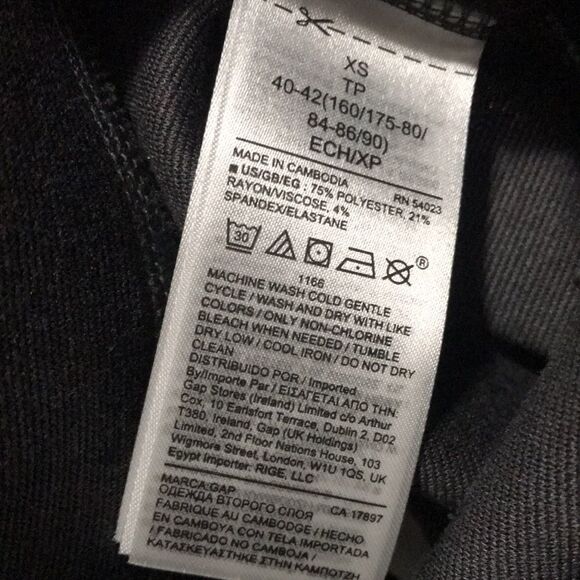 XS
TP
40-42(160/175-80/
84-86/90)
ECH/XP
MADE IN CAMBODIA RN 54023
■ US/GB/EG : 75% POLYESTER, 21%
RAYON/VISCOSE, 4%
SPANDEX/ELASTANE
30
®
1166
MACHINE WASH COLD GENTLE
CYCLE / WASH AND DRY WITH LIKE
COLORS / ONLY NON-CHLORINE
BLEACH WHEN NEEDED / TUMBLE
DRY LOW / COOL IRON / DO NOT DRY
CLEAN
DISTRIBUIDO POR / Imported
By/Importe Par / ΕΙΣΑΓΕΤΑΙ ΑΠΟ ΤΗΝ:
Gap Stores (Ireland) Limited c/o Arthur
Cox, 10 Earlsfort Terrace, Dublin 2, D02
T380, Ireland, Gap (UK Holdings)
Limited, 2nd Floor Nations House, 103
Wigmore Street, London, W1U 1QS, UK
Egypt Importer: RIGE, LLC
MARCA:GAP CA 17897
ОДЕЖДА ВТОРОГО СЛОЯ
FABRIQUÉ AU CAMBODGE / HECHO
EN CAMBOYA CON TELA IMPORTADA
/ FABRICADO NO CAMBOJA /
ΚΑΤΑΣΚΕΥΑΣΤΗΚΕ ΣΤΗΝ ΚΑΜΠΟΤΖΗ